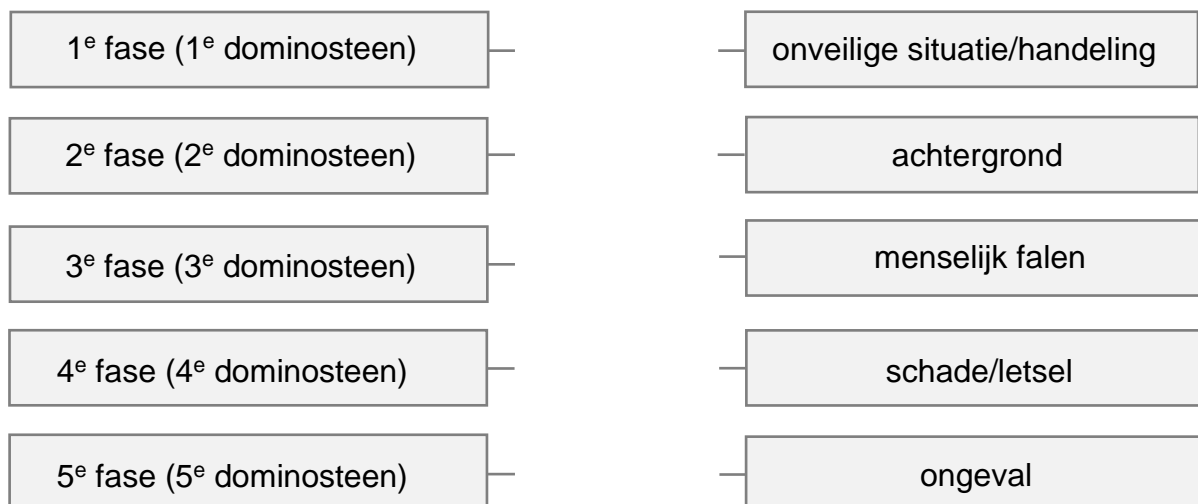 1e fase (1e dominosteen)
onveilige situatie/handeling
2e fase (2e dominosteen)
achtergrond
3e fase (3e dominosteen)
menselijk falen
4e fase (4e dominosteen)
schade/letsel
5e fase (5e dominosteen)
ongeval